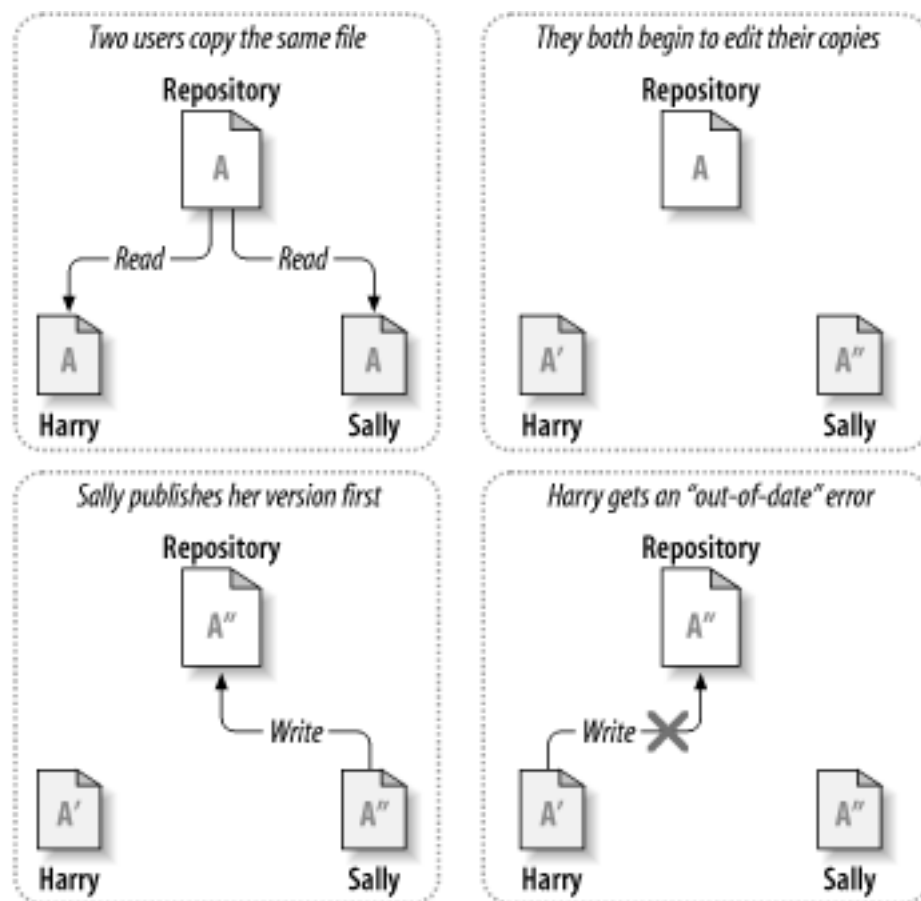 Two users copy the same file
Repository
A
Read
Read
A
A
Harry
Sally
They both begin to edit their copies
Repository
A
A′
A″
Harry
Sally
Sally publishes her version first
Repository
A″
Write
A′
A″
Harry
Sally
Harry gets an “out-of-date” error
Repository
A″
Write
A′
A″
Harry
Sally